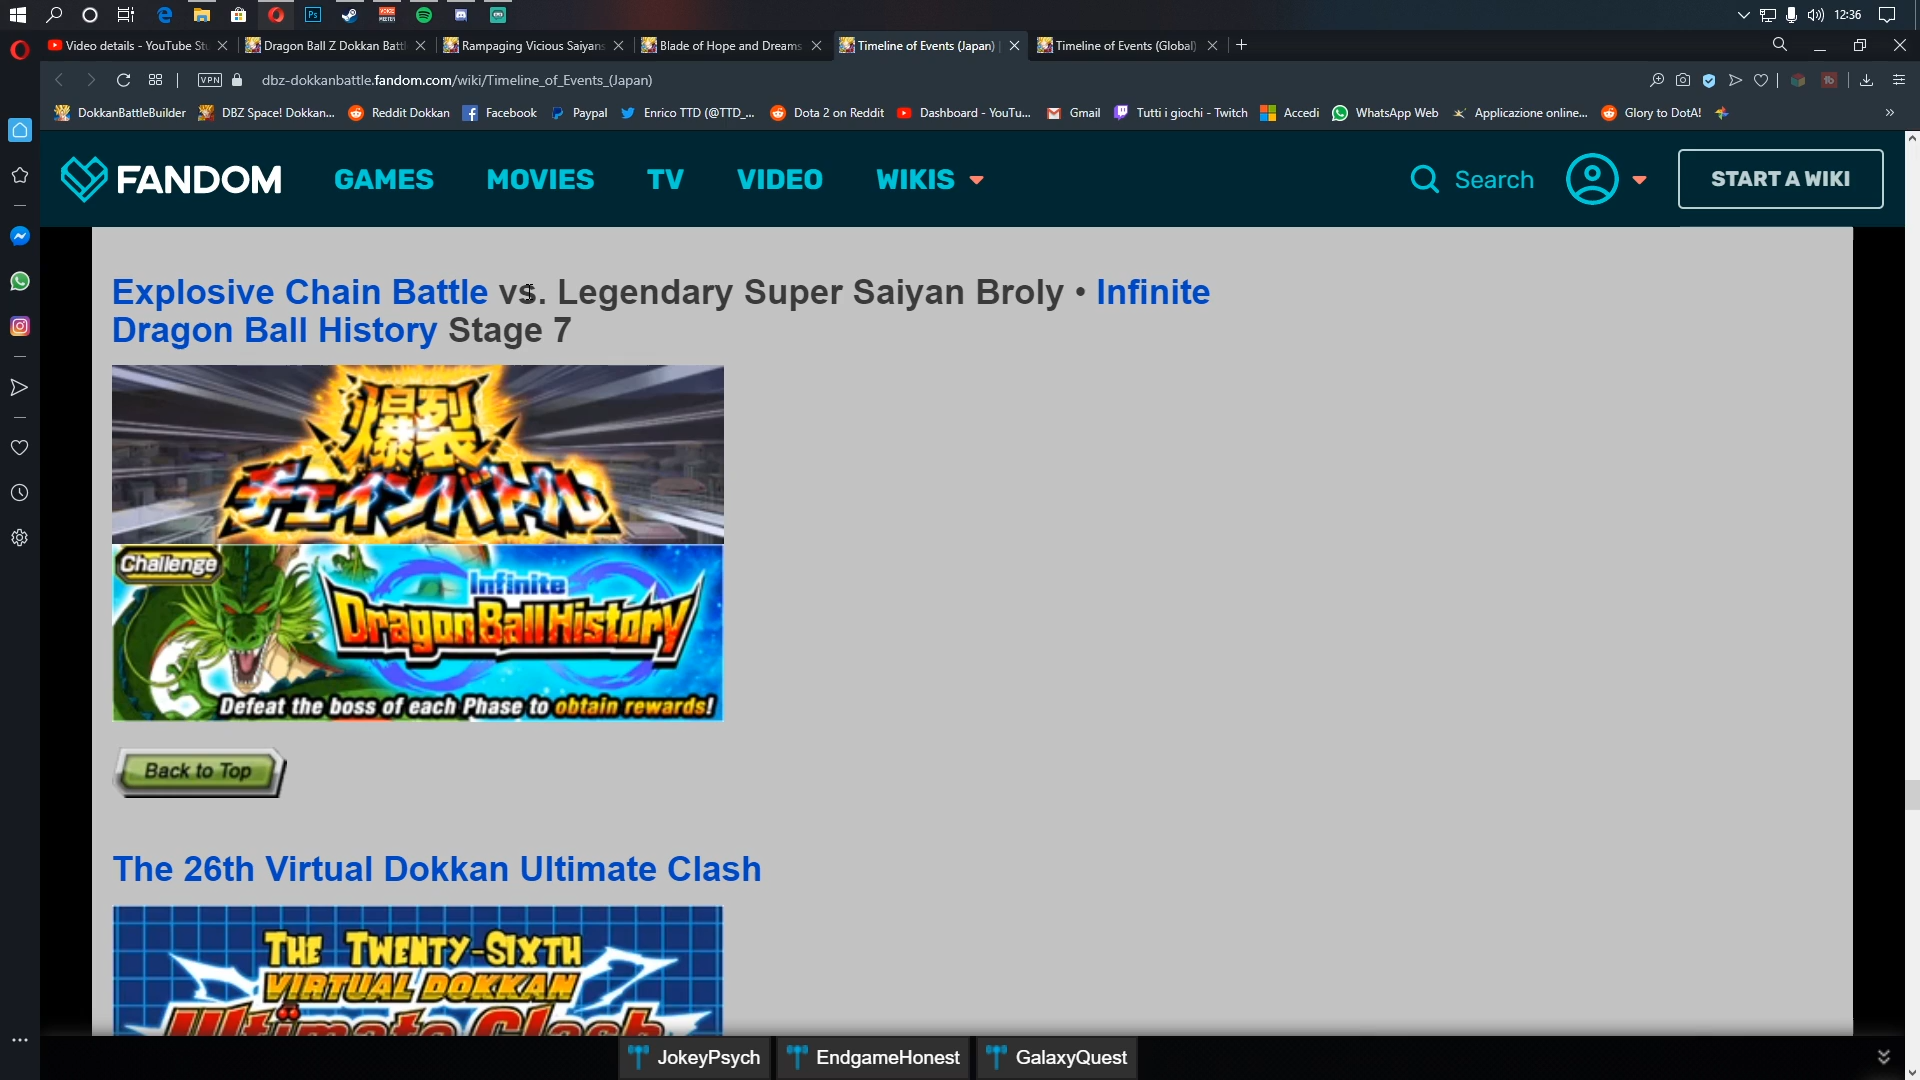 12:36
Video details - YouTube St
Dragon Ball Z Dokkan Batt
Rampaging Vicious Saiyans
Blade of Hope and Dreams
Timeline of Events (Japan) |
Timeline of Events (Global)
VPN
dbz-dokkanbattle.fandom.com/wiki/Timeline_of_Events_(Japan)
DokkanBattleBuilder
DBZ Space! Dokkan...
Reddit Dokkan
Facebook
Paypal
Enrico TTD (@TTD_...
Dota 2 on Reddit
Dashboard - YouTu...
Gmail
Tutti i giochi - Twitch
Accedi
WhatsApp Web
Applicazione online...
Glory to DotA!
FANDOM
GAMES
MOVIES
TV
VIDEO
WIKIS
Search
START A WIKI
Explosive Chain Battle vs. Legendary Super Saiyan Broly • Infinite
Dragon Ball History Stage 7
爆裂
チェインバトル
Challenge
Infinite
Dragon Ball History
Defeat the boss of each Phase to obtain rewards!
Back to Top
The 26th Virtual Dokkan Ultimate Clash
THE TWENTY-SIXTH
VIRTUAL DOKKAN
Ultimate Clash
JokeyPsych
EndgameHonest
GalaxyQuest